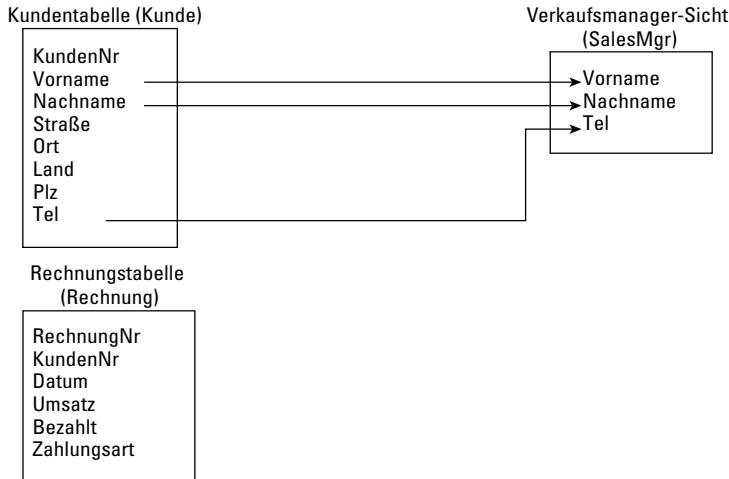 Kundentabelle (Kunde)
KundenNr
Vorname
Nachname
Straße
Ort
Land
Plz
Tel
Verkaufsmanager-Sicht
(SalesMgr)
Vorname
Nachname
Tel
Rechnungstabelle
(Rechnung)
RechnungNr
KundenNr
Datum
Umsatz
Bezahlt
Zahlungsart